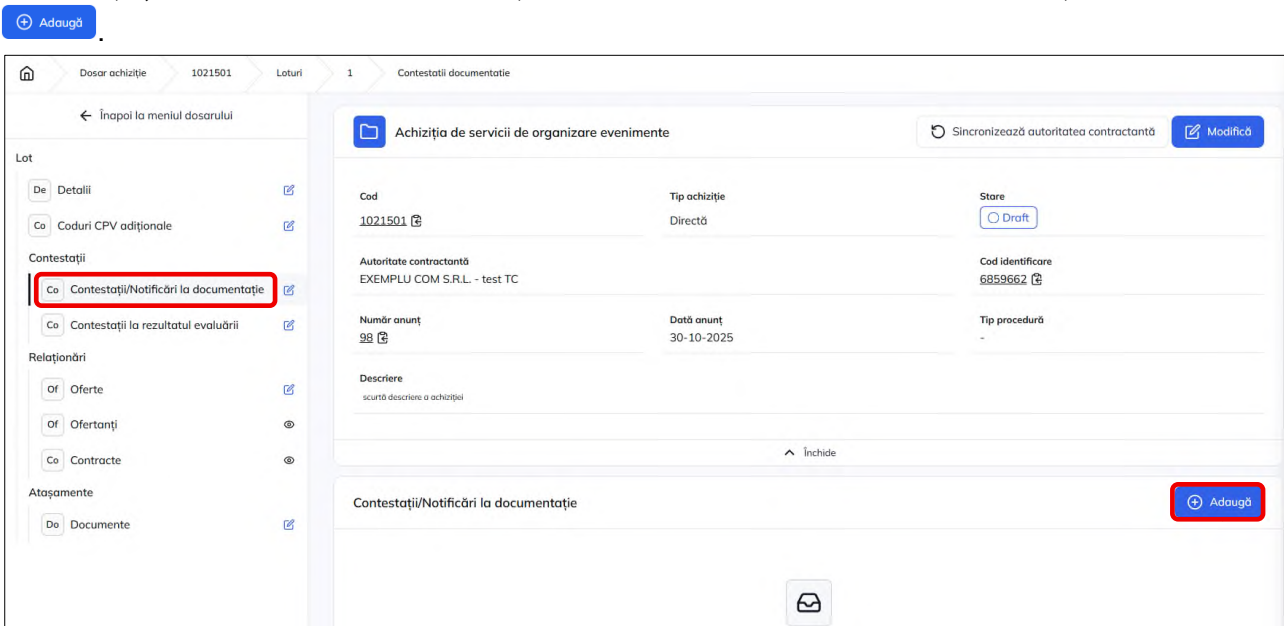 Adaugă .
Dosar achiziție 1021501 Loturi 1 Contestatii documentatie
Înapoi la meniul dosarului
Lot
De Detalii
Co Coduri CPV adiționale
Contestații
Co Contestații/Notificări la documentație
Co Contestații la rezultatul evaluării
Relaționări
Of Oferte
Of Ofertanți
Co Contracte
Atașamente
Do Documente
Achiziția de servicii de organizare evenimente
Sincronizează autoritatea contractantă
Modifică
Cod
1021501
Tip achiziție
Directă
Stare
Draft
Autoritate contractantă
EXEMPLU COM S.R.L. - test TC
Cod identificare
6859662
Număr anunț
98
Dată anunț
30-10-2025
Tip procedură
-
Descriere
scurtă descriere a achiziției
Închide
Contestații/Notificări la documentație
Adaugă